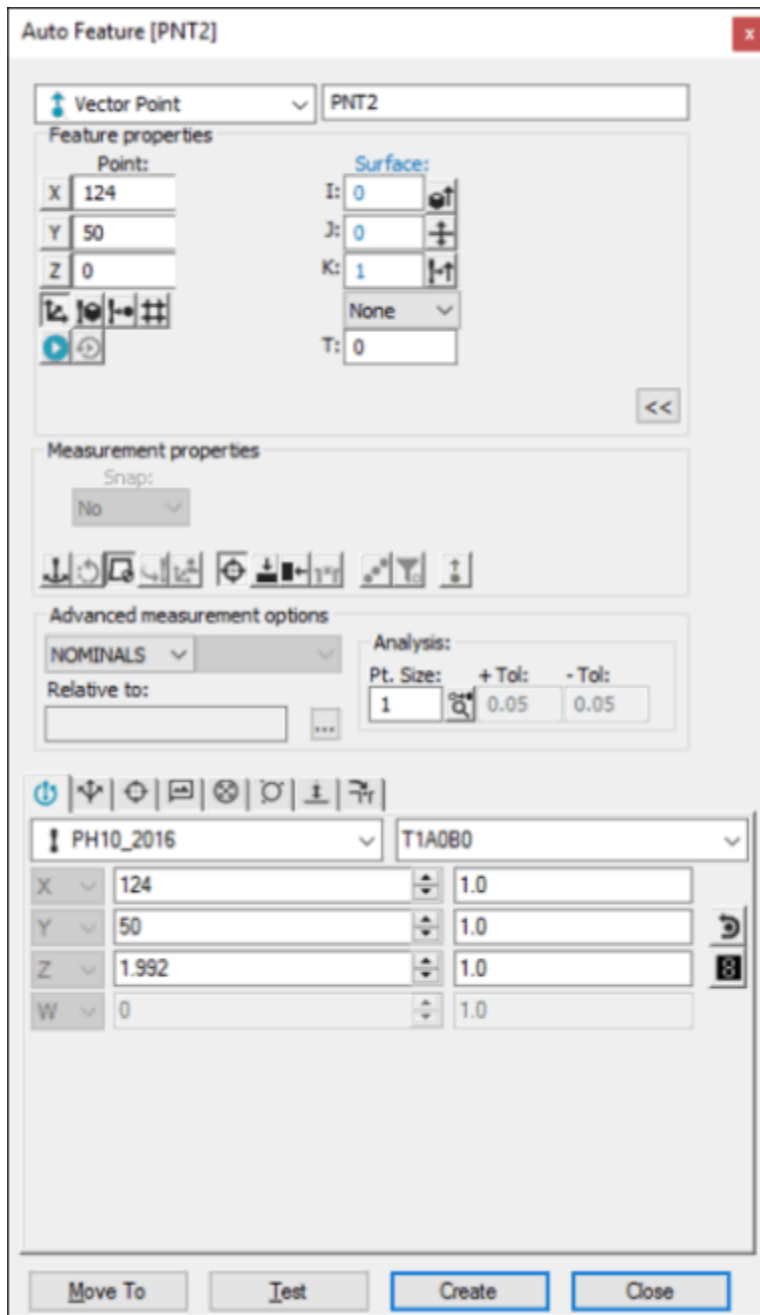 Auto Feature [PNT2]
x
Vector Point PNT2
Feature properties
Point: Surface:
X 124 I: 0
Y 50 J: 0
Z 0 K: 1
None
T: 0
<<
Measurement properties
Snap:
No
Advanced measurement options
NOMINALS
Analysis:
Pt. Size: + Tol: - Tol:
1 0.05 0.05
Relative to:
...
PH10_2016 T1A0B0
X 124 1.0
Y 50 1.0
Z 1.992 1.0
W 0 1.0
Move To Test Create Close